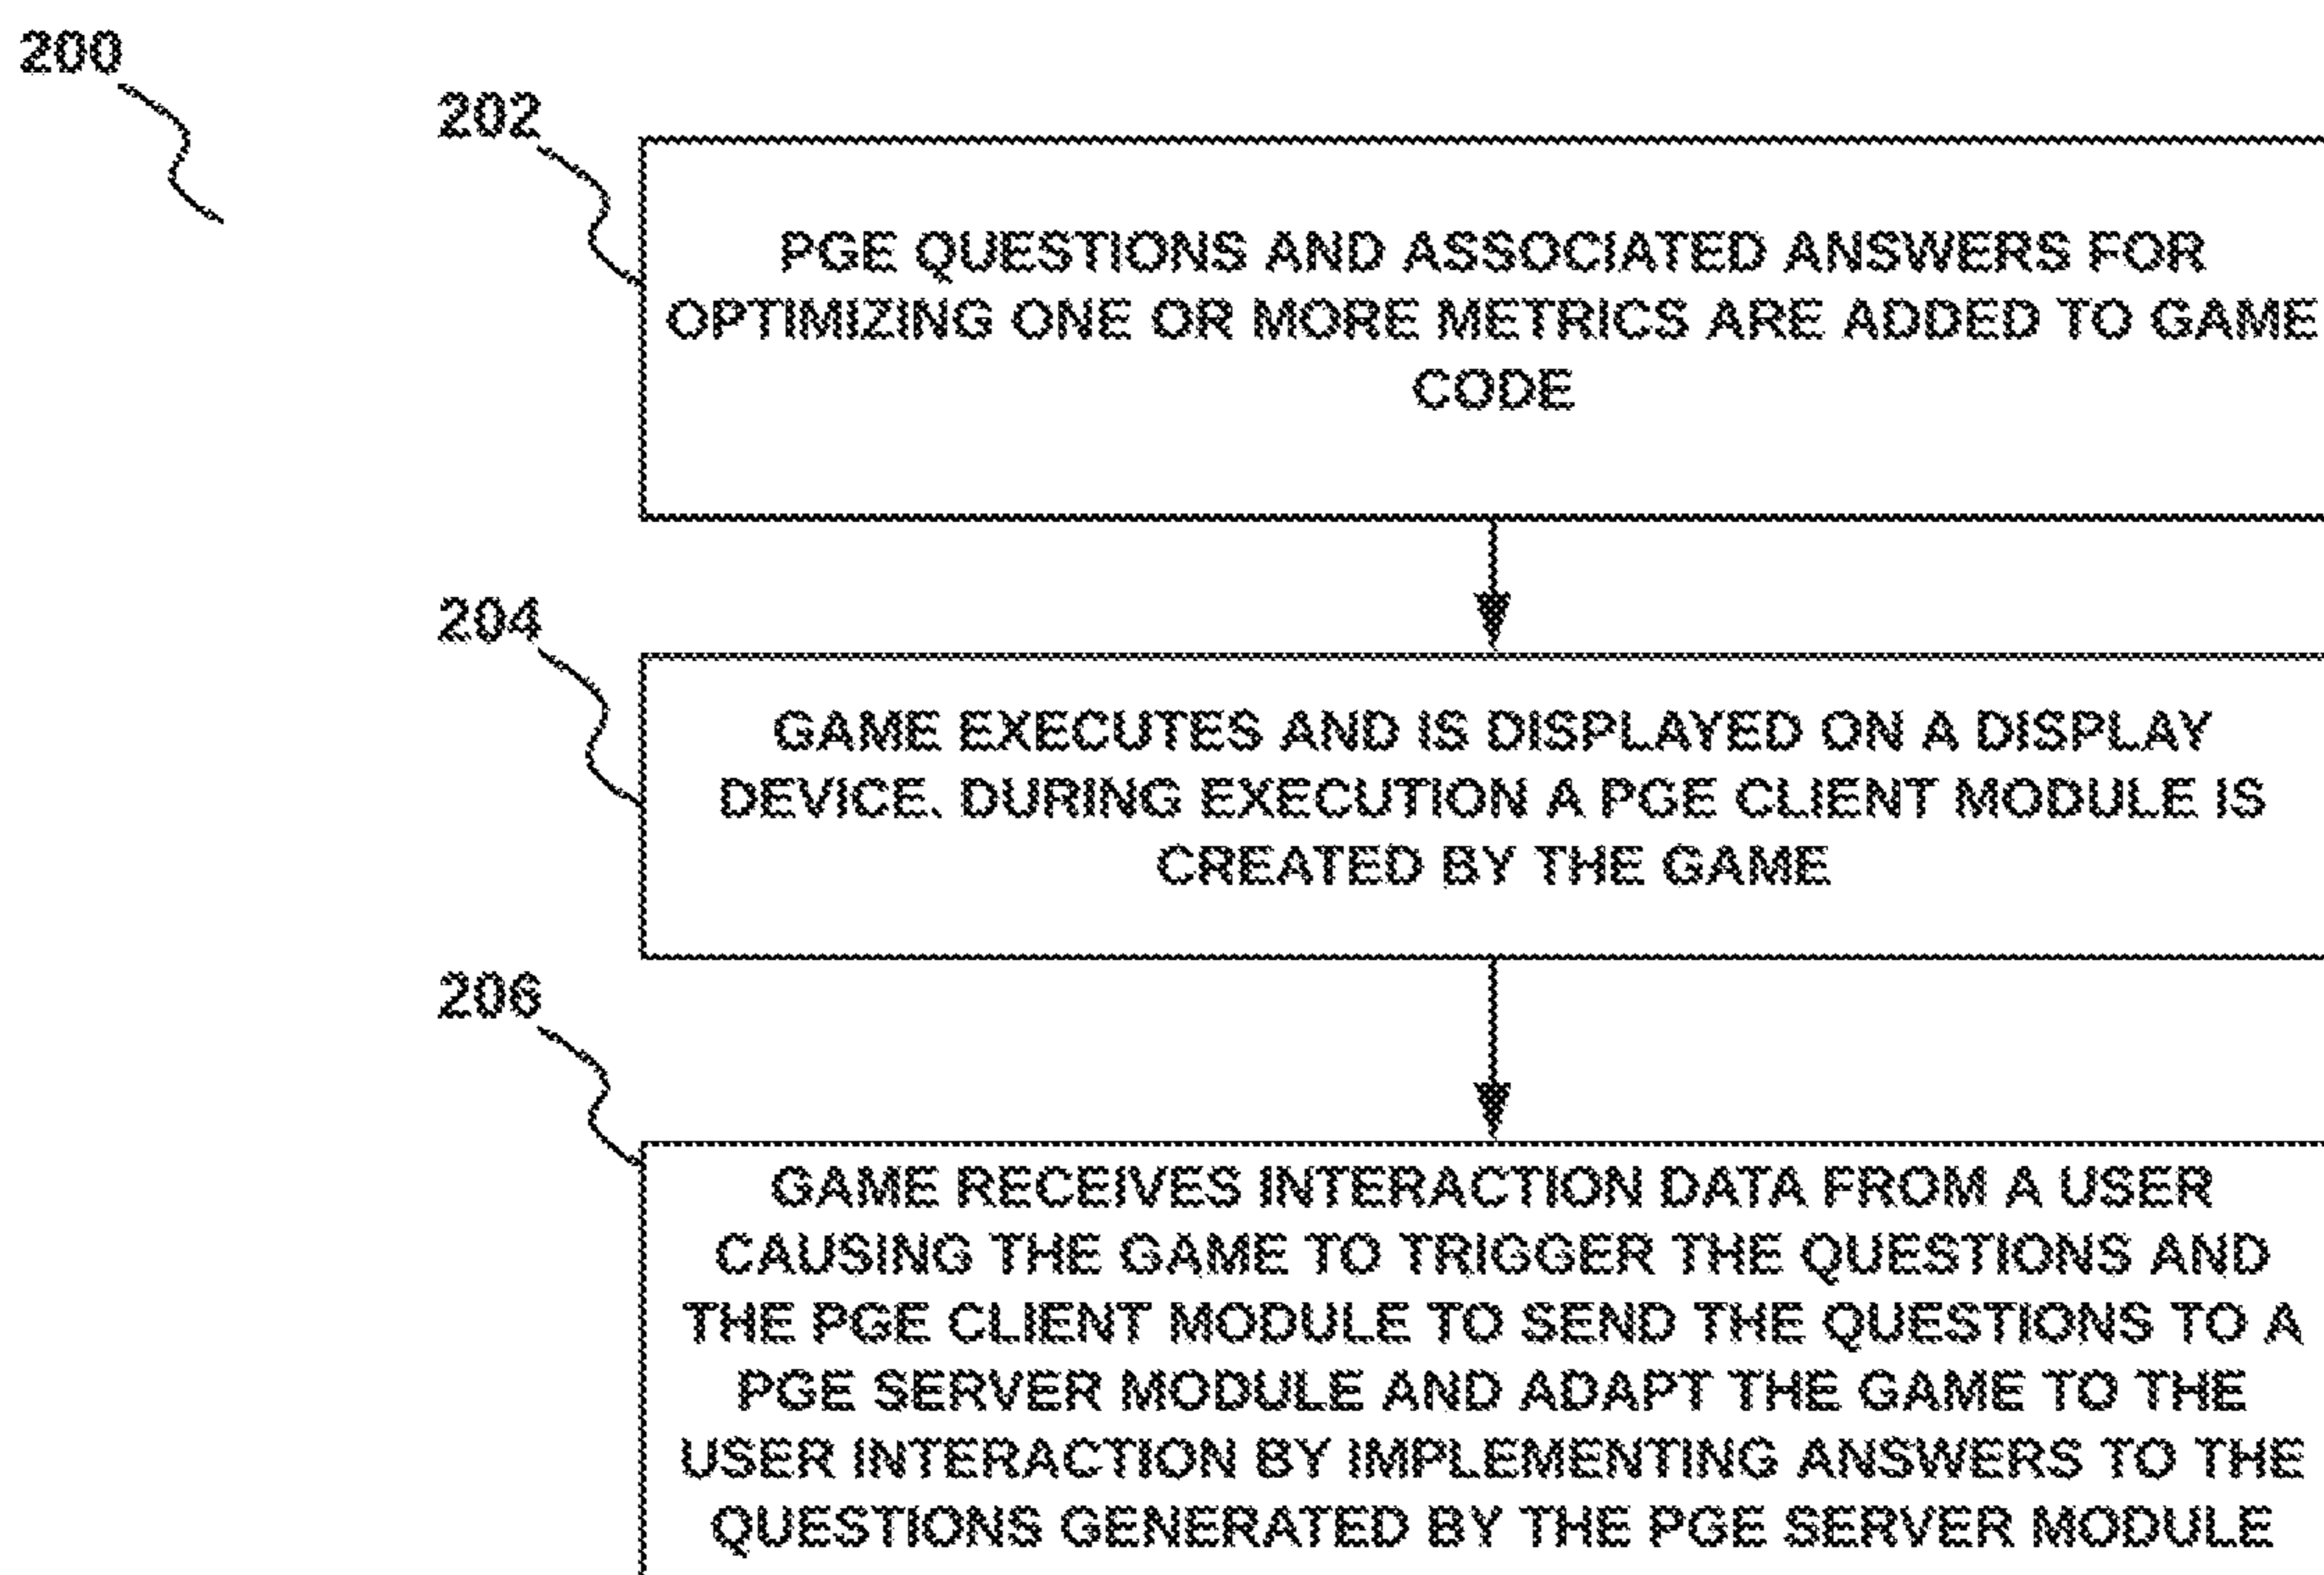 200
202
PGE QUESTIONS AND ASSOCIATED ANSWERS FOR
OPTIMIZING ONE OR MORE METRICS ARE ADDED TO GAME
CODE
204
GAME EXECUTES AND IS DISPLAYED ON A DISPLAY
DEVICE. DURING EXECUTION A PGE CLIENT MODULE IS
CREATED BY THE GAME
206
GAME RECEIVES INTERACTION DATA FROM A USER
CAUSING THE GAME TO TRIGGER THE QUESTIONS AND
THE PGE CLIENT MODULE TO SEND THE QUESTIONS TO A
PGE SERVER MODULE AND ADAPT THE GAME TO THE
USER INTERACTION BY IMPLEMENTING ANSWERS TO THE
QUESTIONS GENERATED BY THE PGE SERVER MODULE